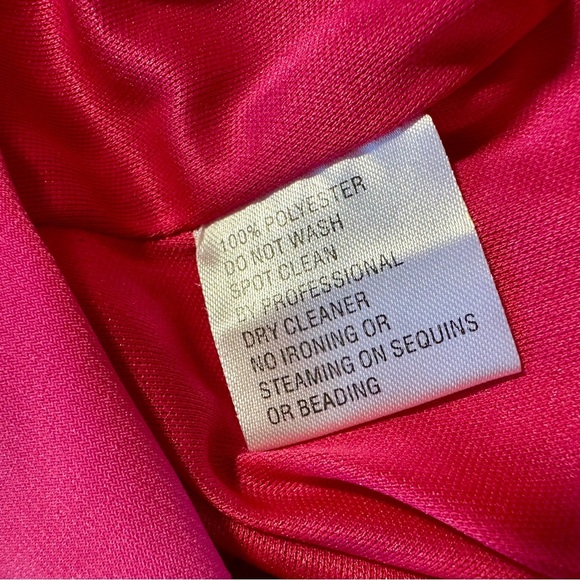 100% POLYESTER
DO NOT WASH
SPOT CLEAN
BY PROFESSIONAL
DRY CLEANER
NO IRONING OR
STEAMING ON SEQUINS
OR BEADING